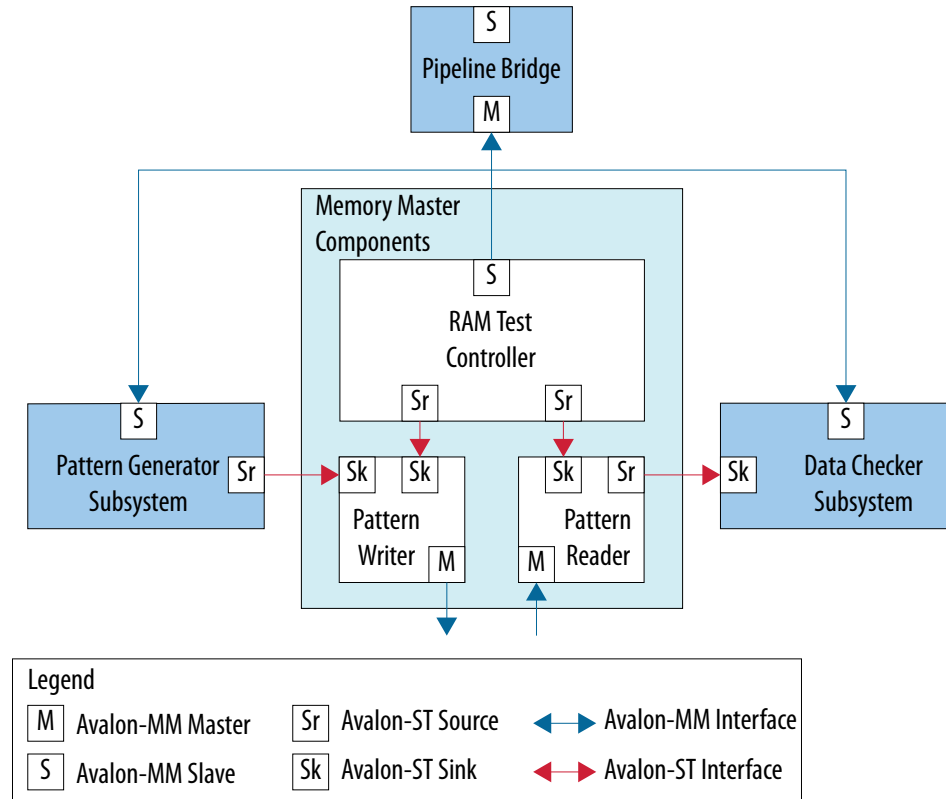 S
Pipeline Bridge
M
Memory Master
Components
S
RAM Test
Controller
Sr
Sr
S
Pattern Generator
Subsystem
Sr
Sk
Sk
Pattern
Writer
M
Sk
Sr
Pattern
Reader
M
S
Sk
Data Checker
Subsystem
Legend
M Avalon-MM Master
Sr Avalon-ST Source
Avalon-MM Interface
S Avalon-MM Slave
Sk Avalon-ST Sink
Avalon-ST Interface